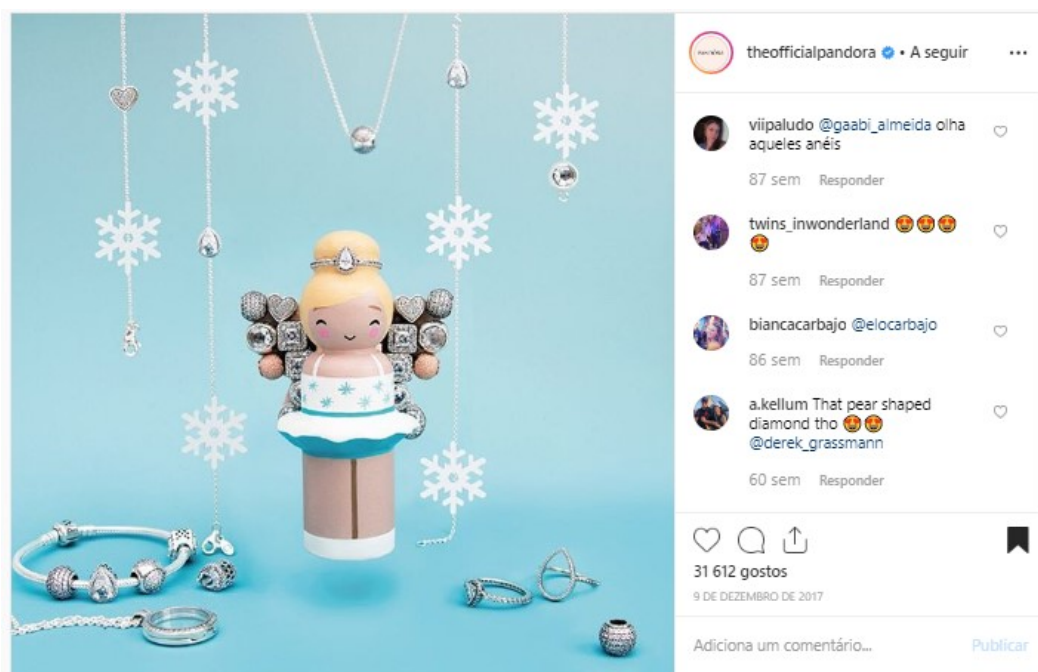 theofficialpandora • A seguir
viipaludo @gaabi_almeida olha
aqueles anéis
87 sem Responder
twins_inwonderland 😍😍😍
😍
87 sem Responder
biancacarbajo @elocarbajo
86 sem Responder
a.kellum That pear shaped
diamond tho 😍😍
@derek_grassmann
60 sem Responder
31 612 gostos
9 DE DEZEMBRO DE 2017
Adiciona um comentário... Publicar